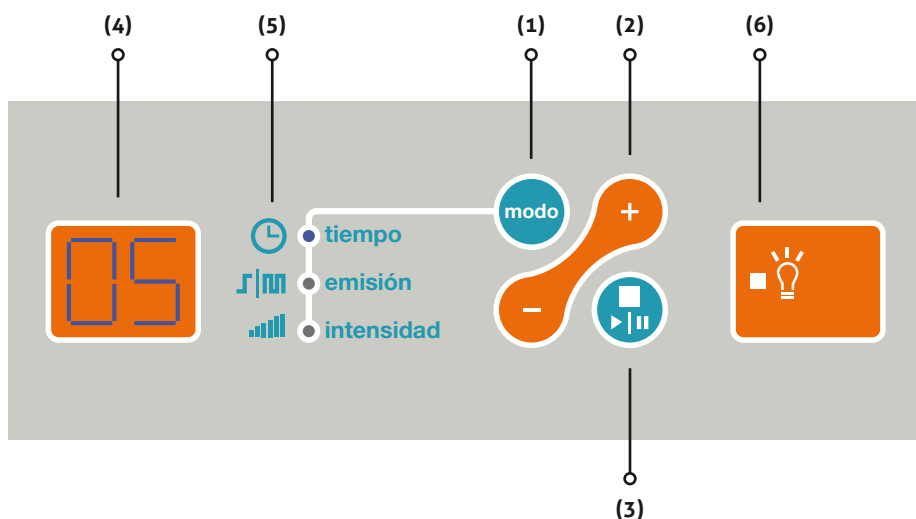 (4) (5) (1) (2) (6)
modo
+
tiempo
05
emisión
−
intensidad
(3)